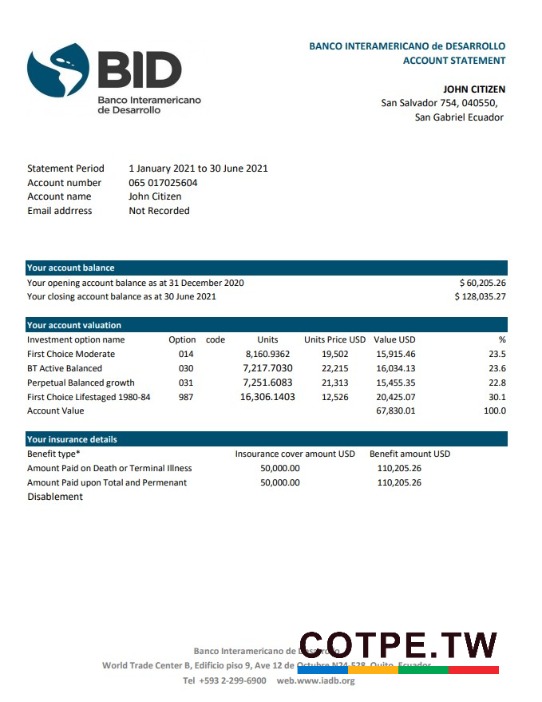 BID
Banco Interamericano
de Desarrollo
BANCO INTERAMERICANO de DESARROLLO
ACCOUNT STATEMENT
JOHN CITIZEN
San Salvador 754, 040550,
San Gabriel Ecuador
Statement Period 1 January 2021 to 30 June 2021
Account number 065 017025604
Account name John Citizen
Email addrress Not Recorded
Your account balance
Your opening account balance as at 31 December 2020 $ 60,205.26
Your closing account balance as at 30 June 2021 $ 128,035.27
Your account valuation
Investment option name Option code Units Units Price USD Value USD %
First Choice Moderate 014 8,160.9362 19,502 15,915.46 23.5
BT Active Balanced 030 7,217.7030 22,215 16,034.13 23.6
Perpetual Balanced growth 031 7,251.6083 21,313 15,455.35 22.8
First Choice Lifestaged 1980-84 987 16,306.1403 12,526 20,425.07 30.1
Account Value 67,830.01 100.0
Your insurance details
Benefit type* Insourance cover amount USD Benefit amount USD
Amount Paid on Death or Terminal Illness 50,000.00 110,205.26
Amount Paid upon Total and Permenant 50,000.00 110,205.26
Disablement
Banco Interamericano de Desarrollo
World Trade Center B, Edificio piso 9, Ave 12 de Octubre N24-528, Quito, Ecuador
Tel +593 2-299-6900 web.www.iadb.org
COTPE.TW